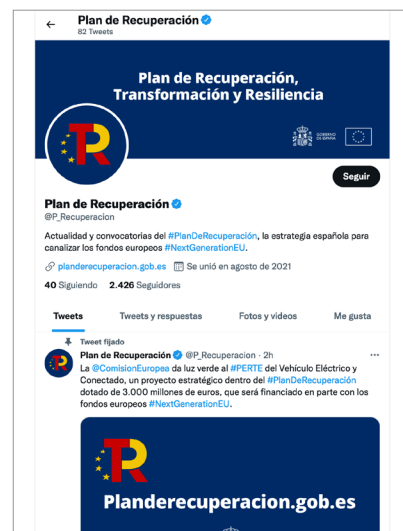 Plan de Recuperación
82 Tweets
Plan de Recuperación,
Transformación y Resiliencia
GOBIERNO
DE ESPAÑA
R
Seguir
Plan de Recuperación
@P_Recuperacion
Actualidad y convocatorias del #PlanDeRecuperación, la estrategia española para
canalizar los fondos europeos #NextGenerationEU.
planderecuperacion.gob.es Se unió en agosto de 2021
40 Siguiendo 2.426 Seguidores
Tweets Tweets y respuestas Fotos y videos Me gusta
Tweet fijado
Plan de Recuperación @P_Recuperacion · 2h
La @ComisionEuropea da luz verde al #PERTE del Vehículo Eléctrico y
Conectado, un proyecto estratégico dentro del #PlanDeRecuperación
dotado de 3.000 millones de euros, que será financiado en parte con los
fondos europeos #NextGenerationEU.
R
Planderecuperacion.gob.es